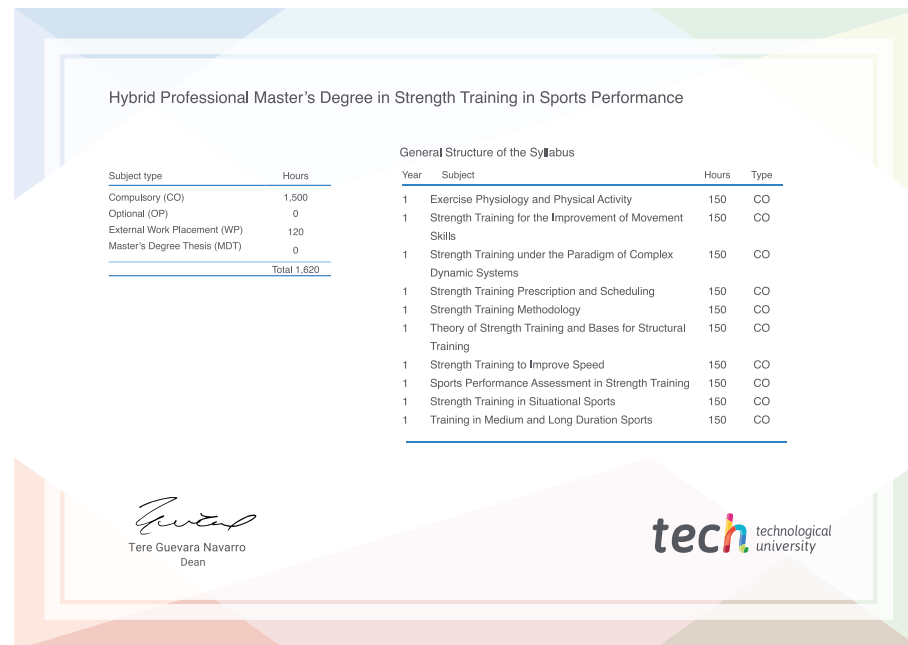 Hybrid Professional Master's Degree in Strength Training in Sports Performance
Subject type Hours
Compulsory (CO) 1,500
Optional (OP) 0
External Work Placement (WP) 120
Master's Degree Thesis (MDT) 0
Total 1,620
General Structure of the Syllabus
Year Subject Hours Type
1 Exercise Physiology and Physical Activity 150 CO
1 Strength Training for the Improvement of Movement 150 CO
Skills
1 Strength Training under the Paradigm of Complex 150 CO
Dynamic Systems
1 Strength Training Prescription and Scheduling 150 CO
1 Strength Training Methodology 150 CO
1 Theory of Strength Training and Bases for Structural 150 CO
Training
1 Strength Training to Improve Speed 150 CO
1 Sports Performance Assessment in Strength Training 150 CO
1 Strength Training in Situational Sports 150 CO
1 Training in Medium and Long Duration Sports 150 CO
Tere Guevara Navarro
Dean
tech technological
university